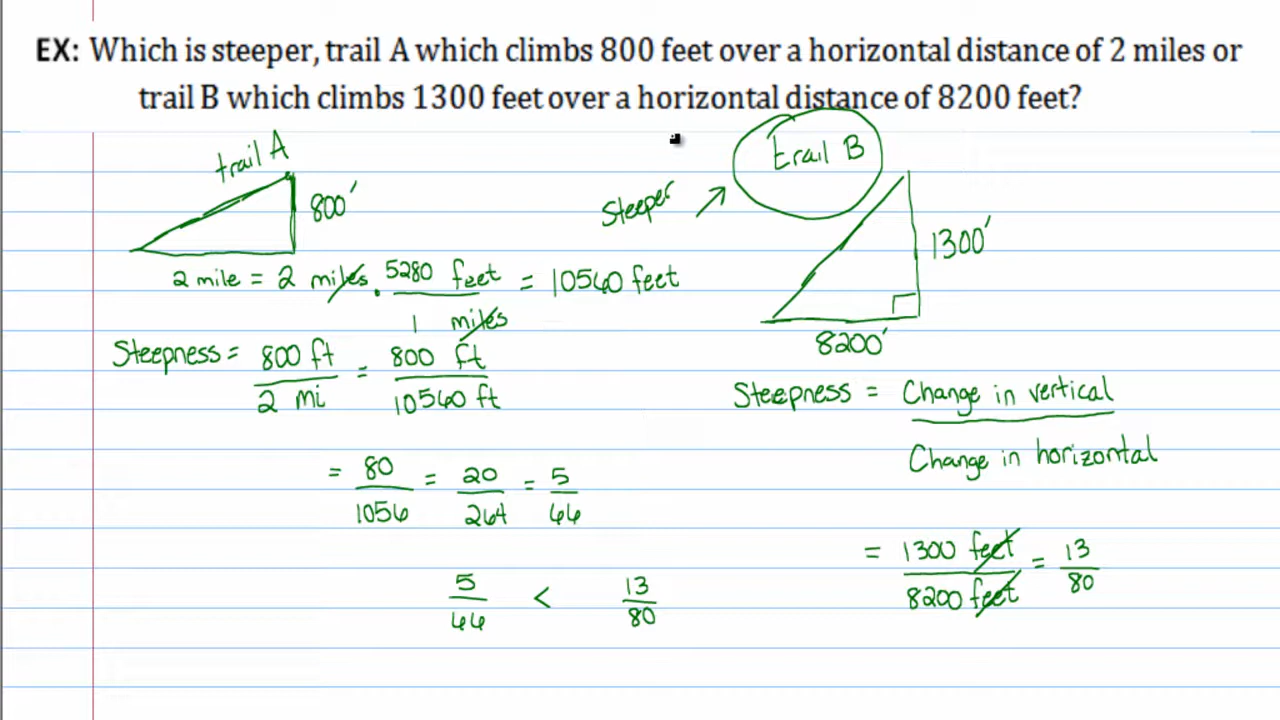 EX: Which is steeper, trail A which climbs 800 feet over a horizontal distance of 2 miles or
trail B which climbs 1300 feet over a horizontal distance of 8200 feet?
trail A
800′
2 mile = 2 miles · 5280 feet / 1 miles = 10560 feet
Steepness = 800 ft / 2 mi = 800 ft / 10560 ft
= 80 / 1056 = 20 / 264 = 5 / 66
5 / 66 < 13 / 80
Steeper → trail B
1300′
8200′
Steepness = Change in vertical / Change in horizontal
= 1300 feet / 8200 feet = 13 / 80